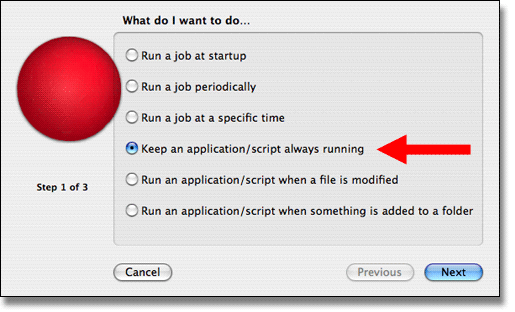 What do I want to do...
Run a job at startup
Run a job periodically
Run a job at a specific time
Keep an application/script always running
Run an application/script when a file is modified
Run an application/script when something is added to a folder
Step 1 of 3
Cancel
Previous
Next